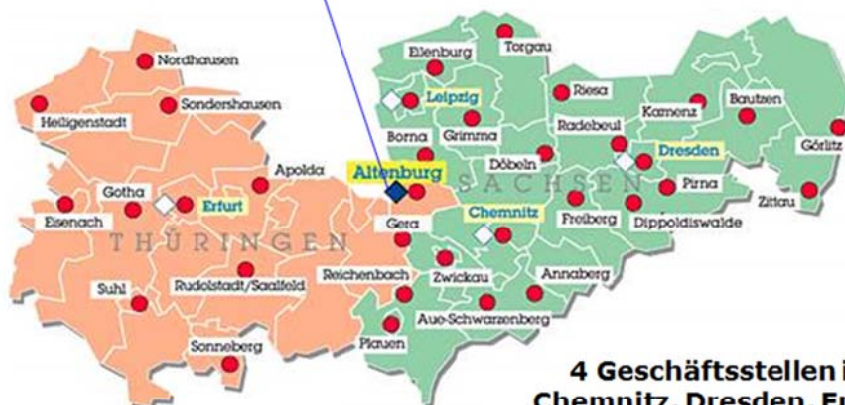 Nordhausen
Heiligenstadt
Sondershausen
Eisenach
Gotha
Erfurt
Apolda
THÜRINGEN
Suhl
Rudolstadt/Saalfeld
Sonneberg
Eilenburg
Torgau
Leipzig
Borna
Grimma
Riesa
Radebeul
Kamenz
Bautzen
Görlitz
Döbeln
Dresden
Altenburg
SACHSEN
Pirna
Zittau
Chemnitz
Freiberg
Dippoldiswalde
Gera
Reichenbach
Zwickau
Annaberg
Aue-Schwarzenberg
Plauen
4 Geschäftsstellen
Chemnitz, Dresden,